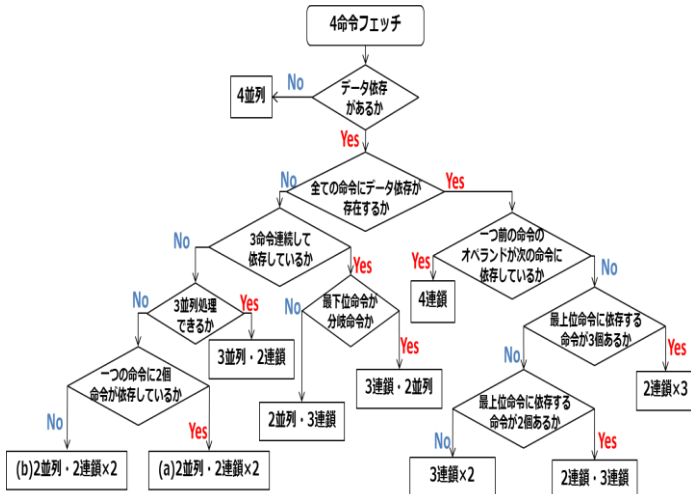 4命令フェッチ
データ依存
があるか
No
4並列
Yes
全ての命令にデータ依存が
存在するか
No
Yes
3命令連続して
依存しているか
一つ前の命令の
オペランドが次の命令に
依存しているか
No
Yes
Yes
No
3並列処理
できるか
最下位命令が
分岐命令か
4連鎖
最上位命令に依存する
命令が3個あるか
No
Yes
No
Yes
No
Yes
3並列・2連鎖
3連鎖・2並列
2連鎖×3
一つの命令に2個
命令が依存しているか
2並列・3連鎖
最上位命令に依存する
命令が2個あるか
No
Yes
No
Yes
(b)2並列・2連鎖×2
(a)2並列・2連鎖×2
3連鎖×2
2連鎖・3連鎖